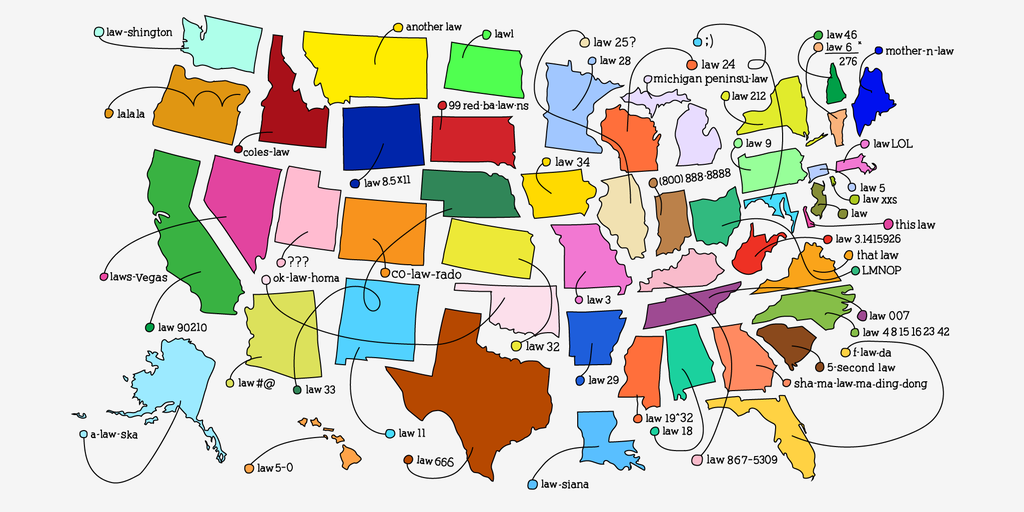 law-shington
another law
lawl
law 25?
;)
law 46
law 6 x
276
mother-n-law
law 28
law 24
michigan peninsu-law
lalala
99 red·ba·law·ns
law 212
coles-law
law 9
law LOL
law 34
(800) 888-8888
law 8.5x11
law 5
law xxs
law
this law
law 3.1415926
???
that law
laws-Vegas
ok-law-homa
co-law-rado
LMNOP
law 3
law 007
law 90210
law 32
law 4 8 15 16 23 42
f-law-da
5-second law
law #@
law 33
law 29
sha-ma-law-ma-ding-dong
a-law-ska
law 11
law 19^32
law 18
law 5-0
law 666
law 867-5309
law-siana